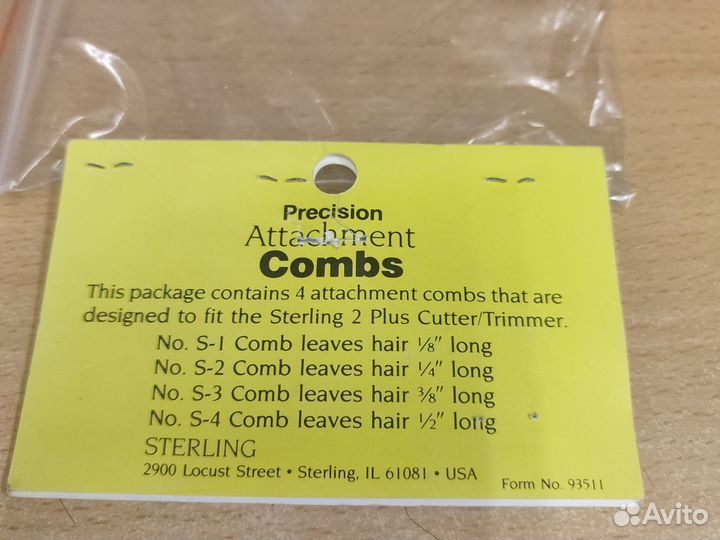 Precision
Attachment
Combs
This package contains 4 attachment combs that are
designed to fit the Sterling 2 Plus Cutter/Trimmer.
No. S-1 Comb leaves hair ⅛" long
No. S-2 Comb leaves hair ¼" long
No. S-3 Comb leaves hair ⅜" long
No. S-4 Comb leaves hair ½" long
STERLING
2900 Locust Street • Sterling, IL 61081 • USA
Form No. 93511
Avito